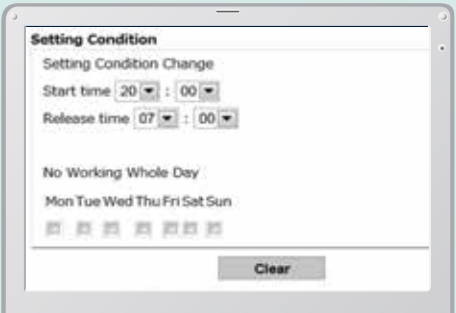 Setting Condition
Setting Condition Change
Start time 20 : 00
Release time 07 : 00
No Working Whole Day
Mon Tue Wed Thu Fri Sat Sun
Clear